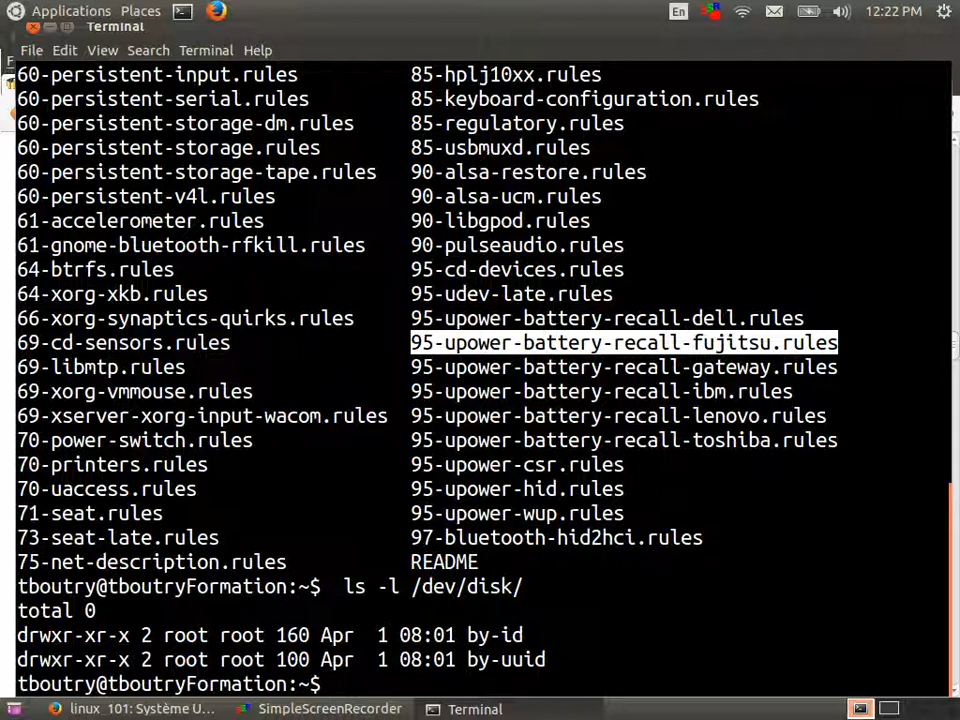 Applications Places En 12:22 PM
Terminal
File Edit View Search Terminal Help
60-persistent-input.rules 85-hplj10xx.rules
60-persistent-serial.rules 85-keyboard-configuration.rules
60-persistent-storage-dm.rules 85-regulatory.rules
60-persistent-storage.rules 85-usbmuxd.rules
60-persistent-storage-tape.rules 90-alsa-restore.rules
60-persistent-v4l.rules 90-alsa-ucm.rules
61-accelerometer.rules 90-libgpod.rules
61-gnome-bluetooth-rfkill.rules 90-pulseaudio.rules
64-btrfs.rules 95-cd-devices.rules
64-xorg-xkb.rules 95-udev-late.rules
66-xorg-synaptics-quirks.rules 95-upower-battery-recall-dell.rules
69-cd-sensors.rules 95-upower-battery-recall-fujitsu.rules
69-libmtp.rules 95-upower-battery-recall-gateway.rules
69-xorg-vmmouse.rules 95-upower-battery-recall-ibm.rules
69-xserver-xorg-input-wacom.rules 95-upower-battery-recall-lenovo.rules
70-power-switch.rules 95-upower-battery-recall-toshiba.rules
70-printers.rules 95-upower-csr.rules
70-uaccess.rules 95-upower-hid.rules
71-seat.rules 95-upower-wup.rules
73-seat-late.rules 97-bluetooth-hid2hci.rules
75-net-description.rules README
tboutry@tboutryFormation:~$ ls -l /dev/disk/
total 0
drwxr-xr-x 2 root root 160 Apr 1 08:01 by-id
drwxr-xr-x 2 root root 100 Apr 1 08:01 by-uuid
tboutry@tboutryFormation:~$
linux_101: Système U... SimpleScreenRecorder Terminal